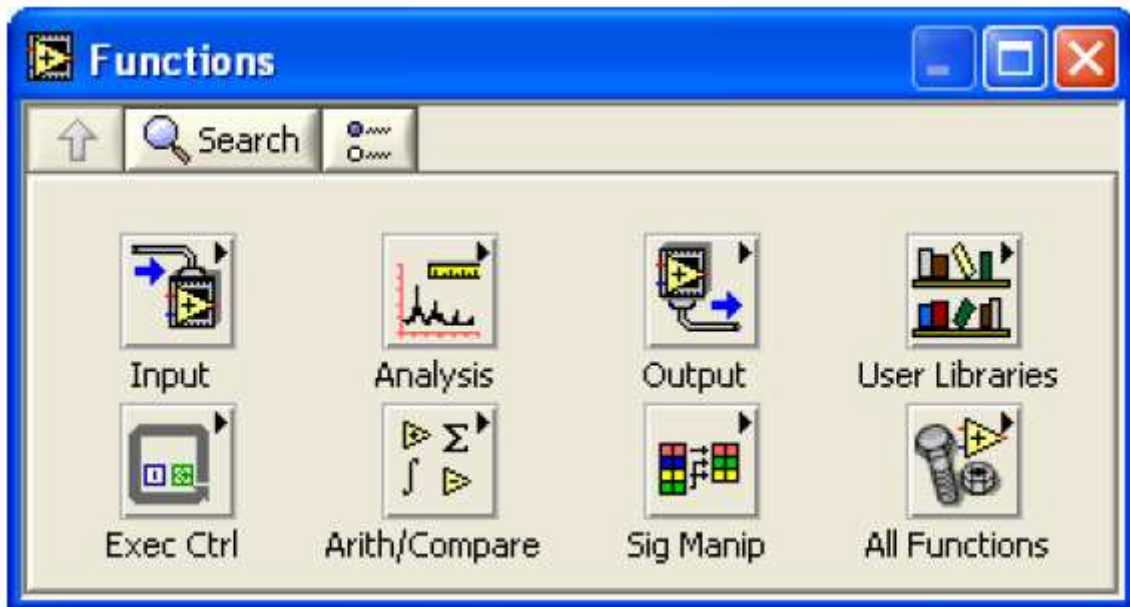 Functions
Search
Input
Analysis
Output
User Libraries
Exec Ctrl
Arith/Compare
Sig Manip
All Functions